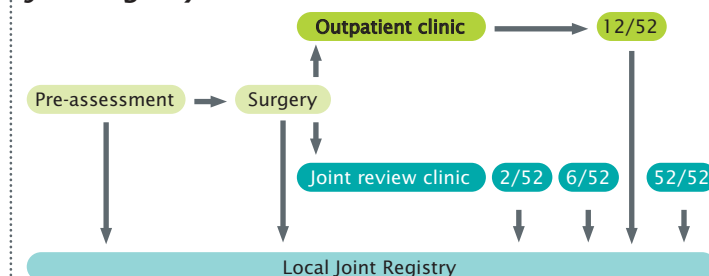 Outpatient clinic
12/52
Pre-assessment
Surgery
Joint review clinic
2/52
6/52
52/52
Local Joint Registry